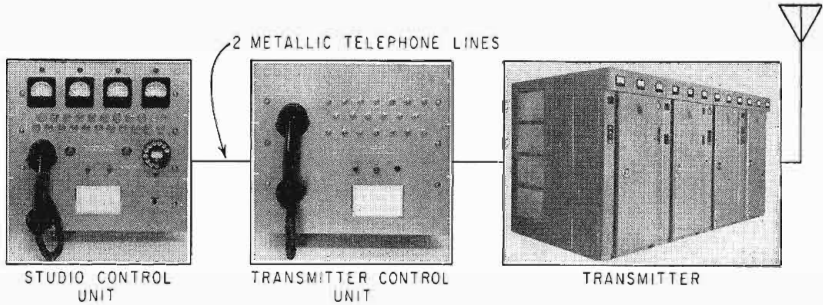 2 METALLIC TELEPHONE LINES
STUDIO CONTROL
UNIT
TRANSMITTER CONTROL
UNIT
TRANSMITTER